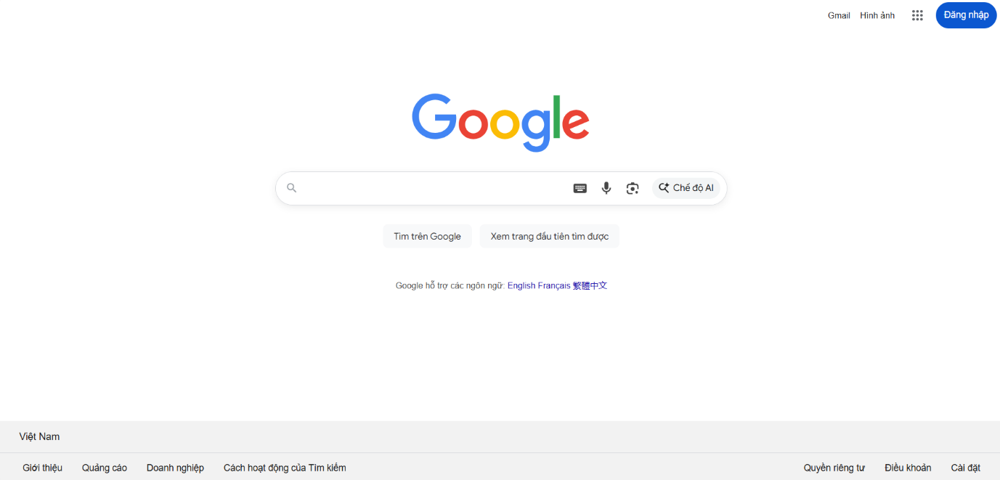 Gmail Hình ảnh Đăng nhập
Google
Chế độ AI
Tìm trên Google Xem trang đầu tiên tìm được
Google hỗ trợ các ngôn ngữ: English Français 繁體中文
Việt Nam
Giới thiệu Quảng cáo Doanh nghiệp Cách hoạt động của Tìm kiếm Quyền riêng tư Điều khoản Cài đặt